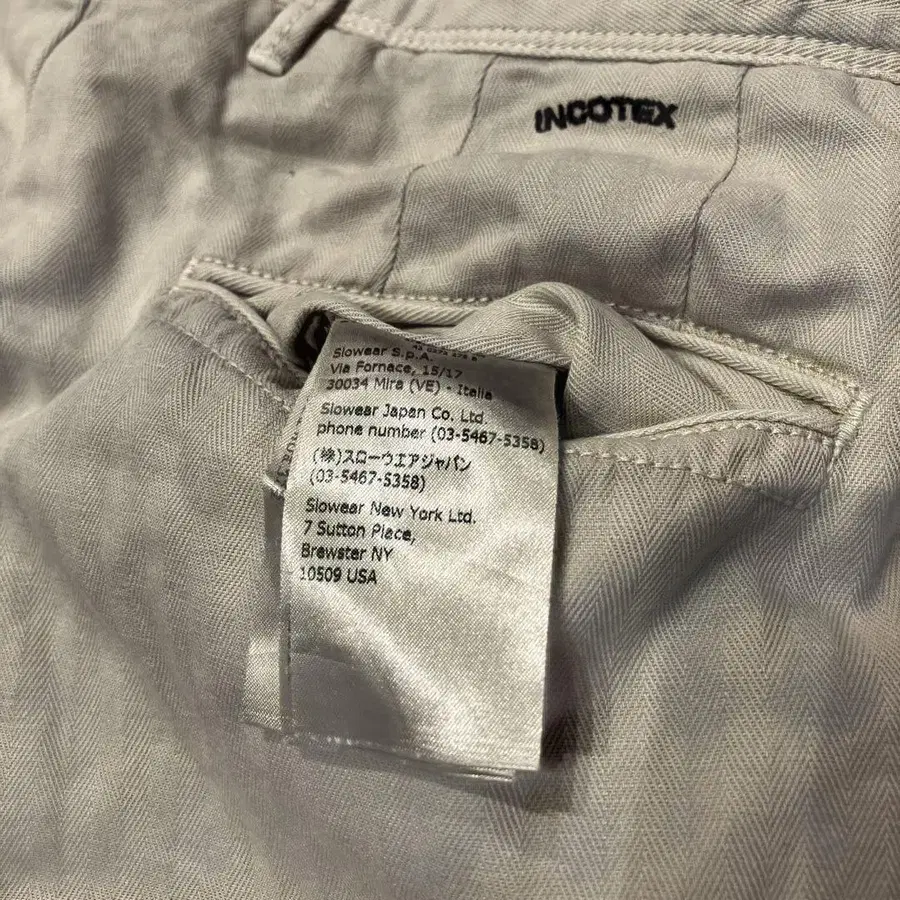 INCOTEX
Slowear S.p.A.
Via Fornace, 15/17
30034 Mira (VE) - Italia
Slowear Japan Co. Ltd.
phone number (03-5467-5358)
(株)スローウエアジャパン
(03-5467-5358)
Slowear New York Ltd.
7 Sutton Place,
Brewster NY
10509 USA